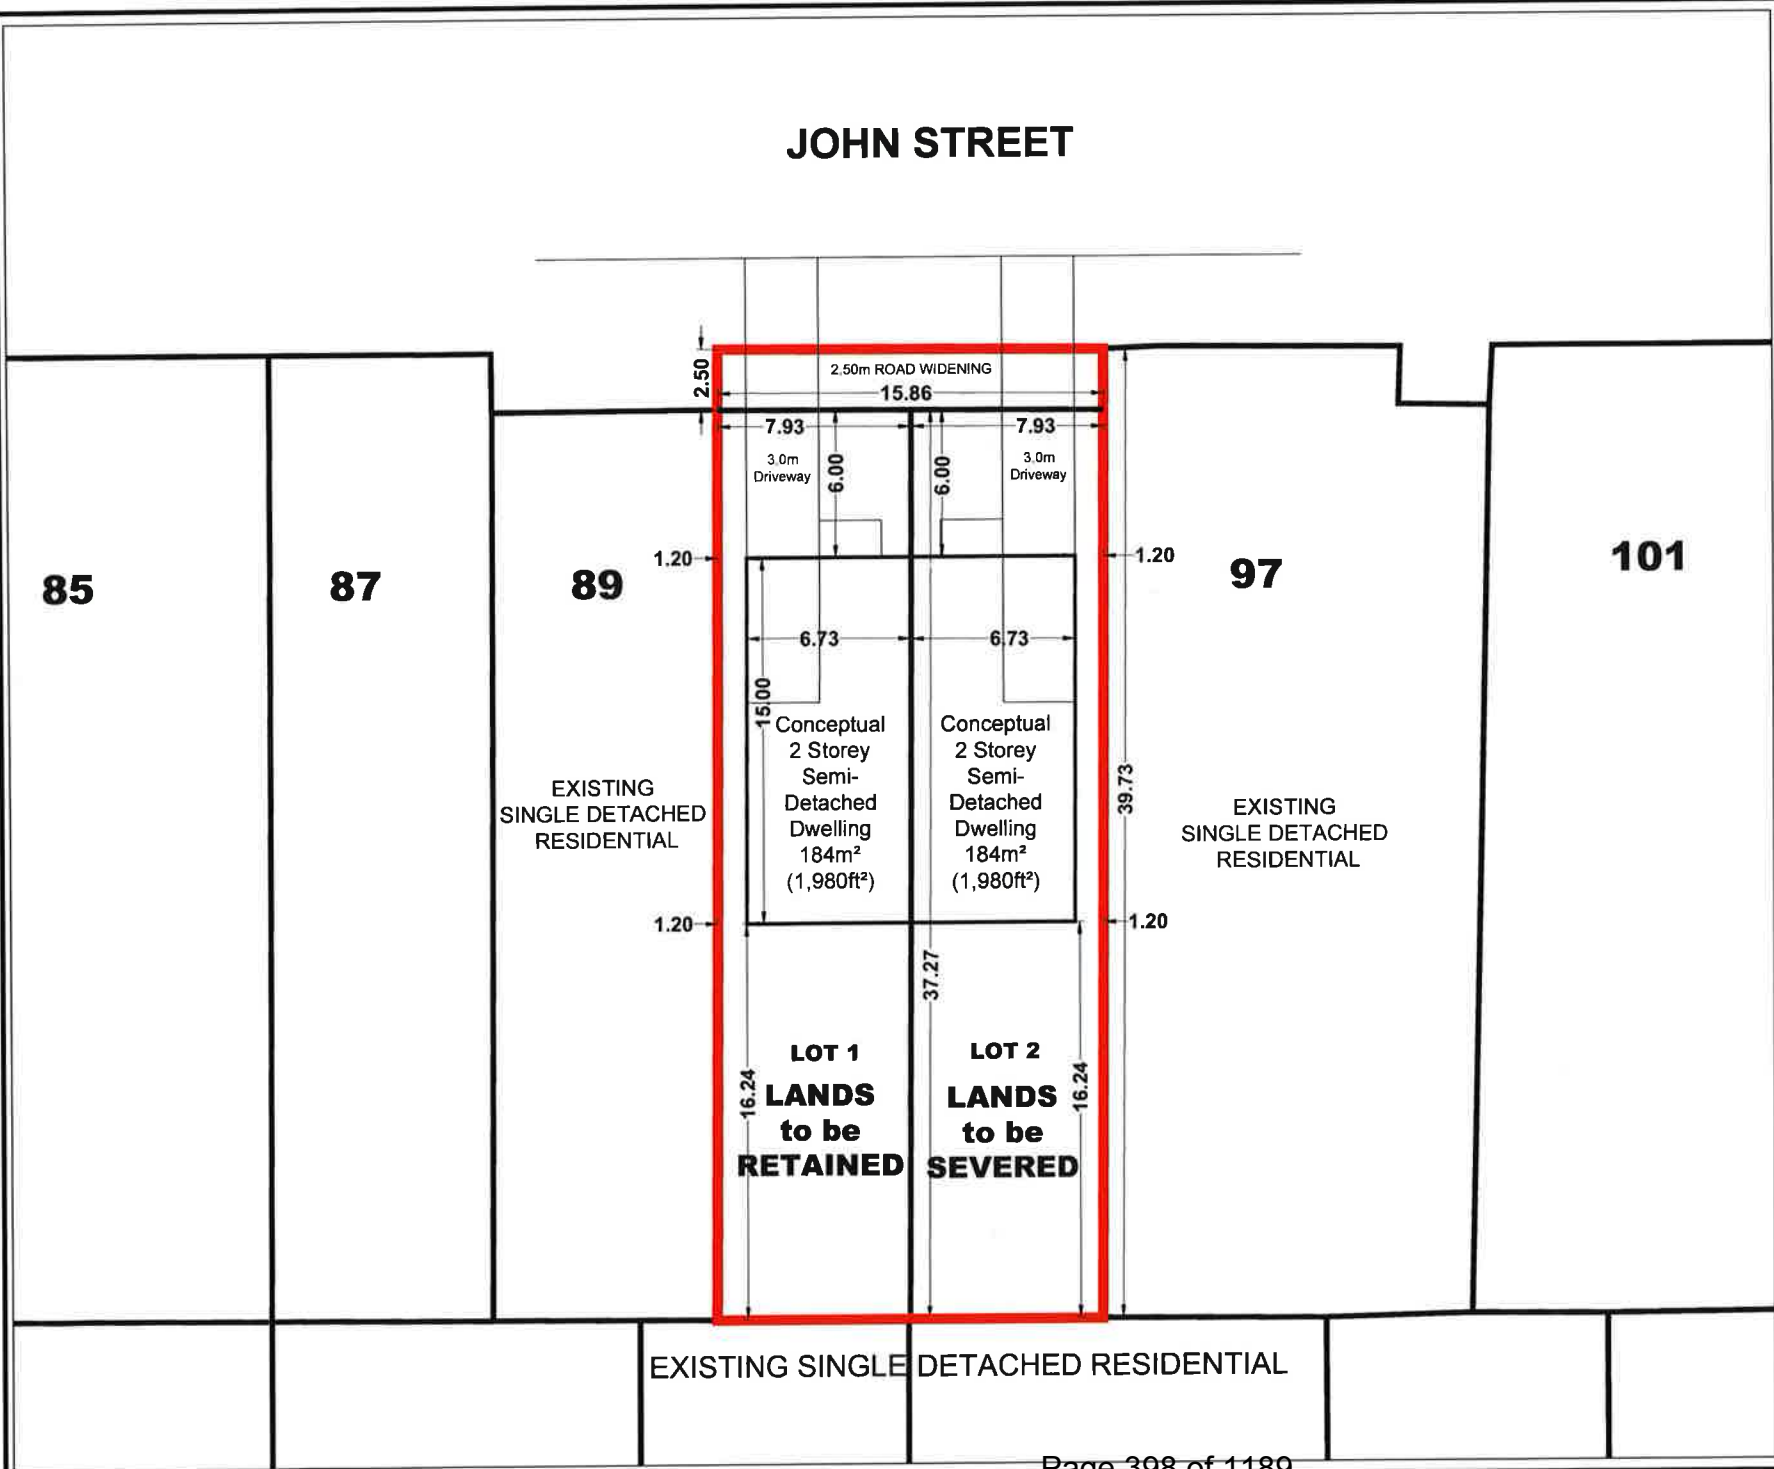 JOHN STREET
2.50
2.50m ROAD WIDENING
15.86
7.93
7.93
3.0m
Driveway
6.00
6.00
3.0m
Driveway
1.20
1.20
85
87
89
97
101
6.73
6.73
15.00
Conceptual
2 Storey
Semi-
Detached
Dwelling
184m²
(1,980ft²)
Conceptual
2 Storey
Semi-
Detached
Dwelling
184m²
(1,980ft²)
39.73
EXISTING
SINGLE DETACHED
RESIDENTIAL
EXISTING
SINGLE DETACHED
RESIDENTIAL
1.20
1.20
37.27
16.24
LOT 1
LANDS
to be
RETAINED
LOT 2
LANDS
to be
SEVERED
16.24
EXISTING SINGLE DETACHED RESIDENTIAL
Page 398 of 1189